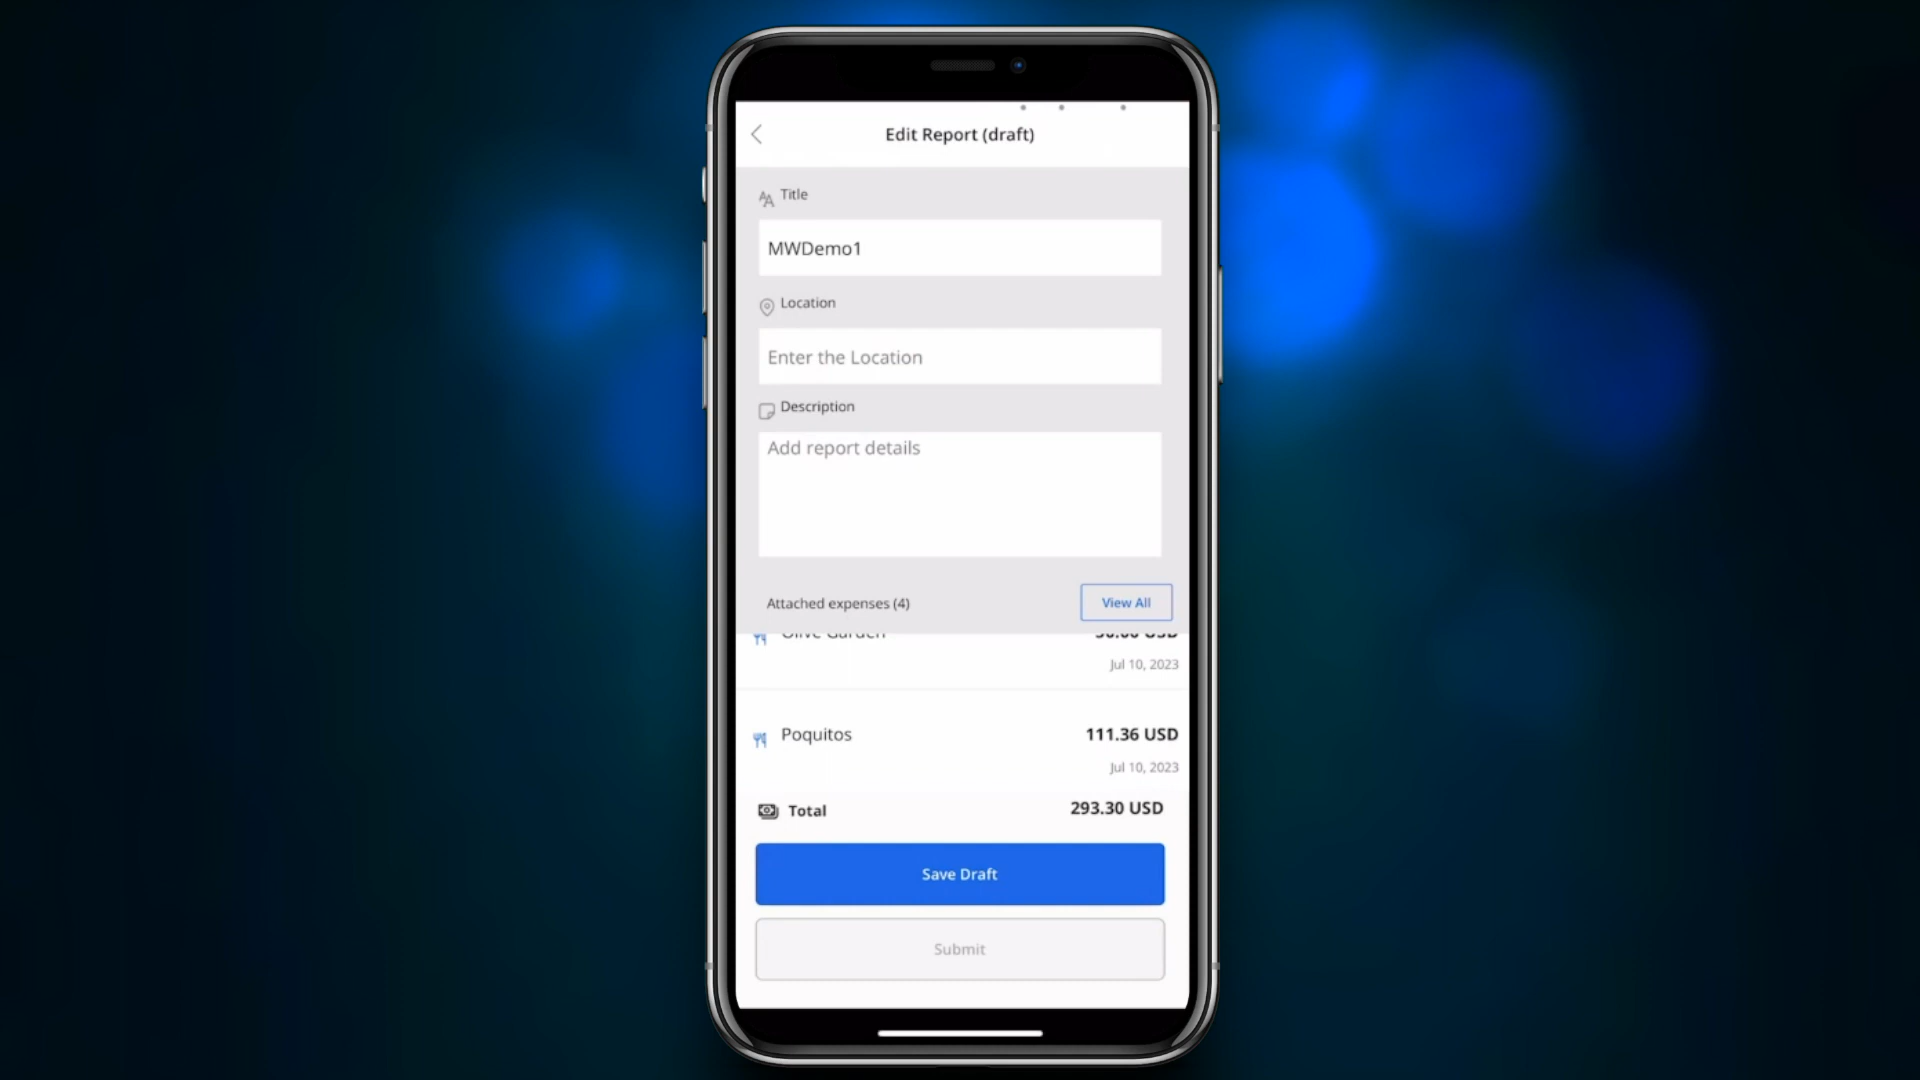 Edit Report (draft)
Title
MWDemo1
Location
Enter the Location
Description
Add report details
Attached expenses (4)
View All
Olive Garden
USD
Jul 10, 2023
Poquitos
111.36 USD
Jul 10, 2023
Total
293.30 USD
Save Draft
Submit